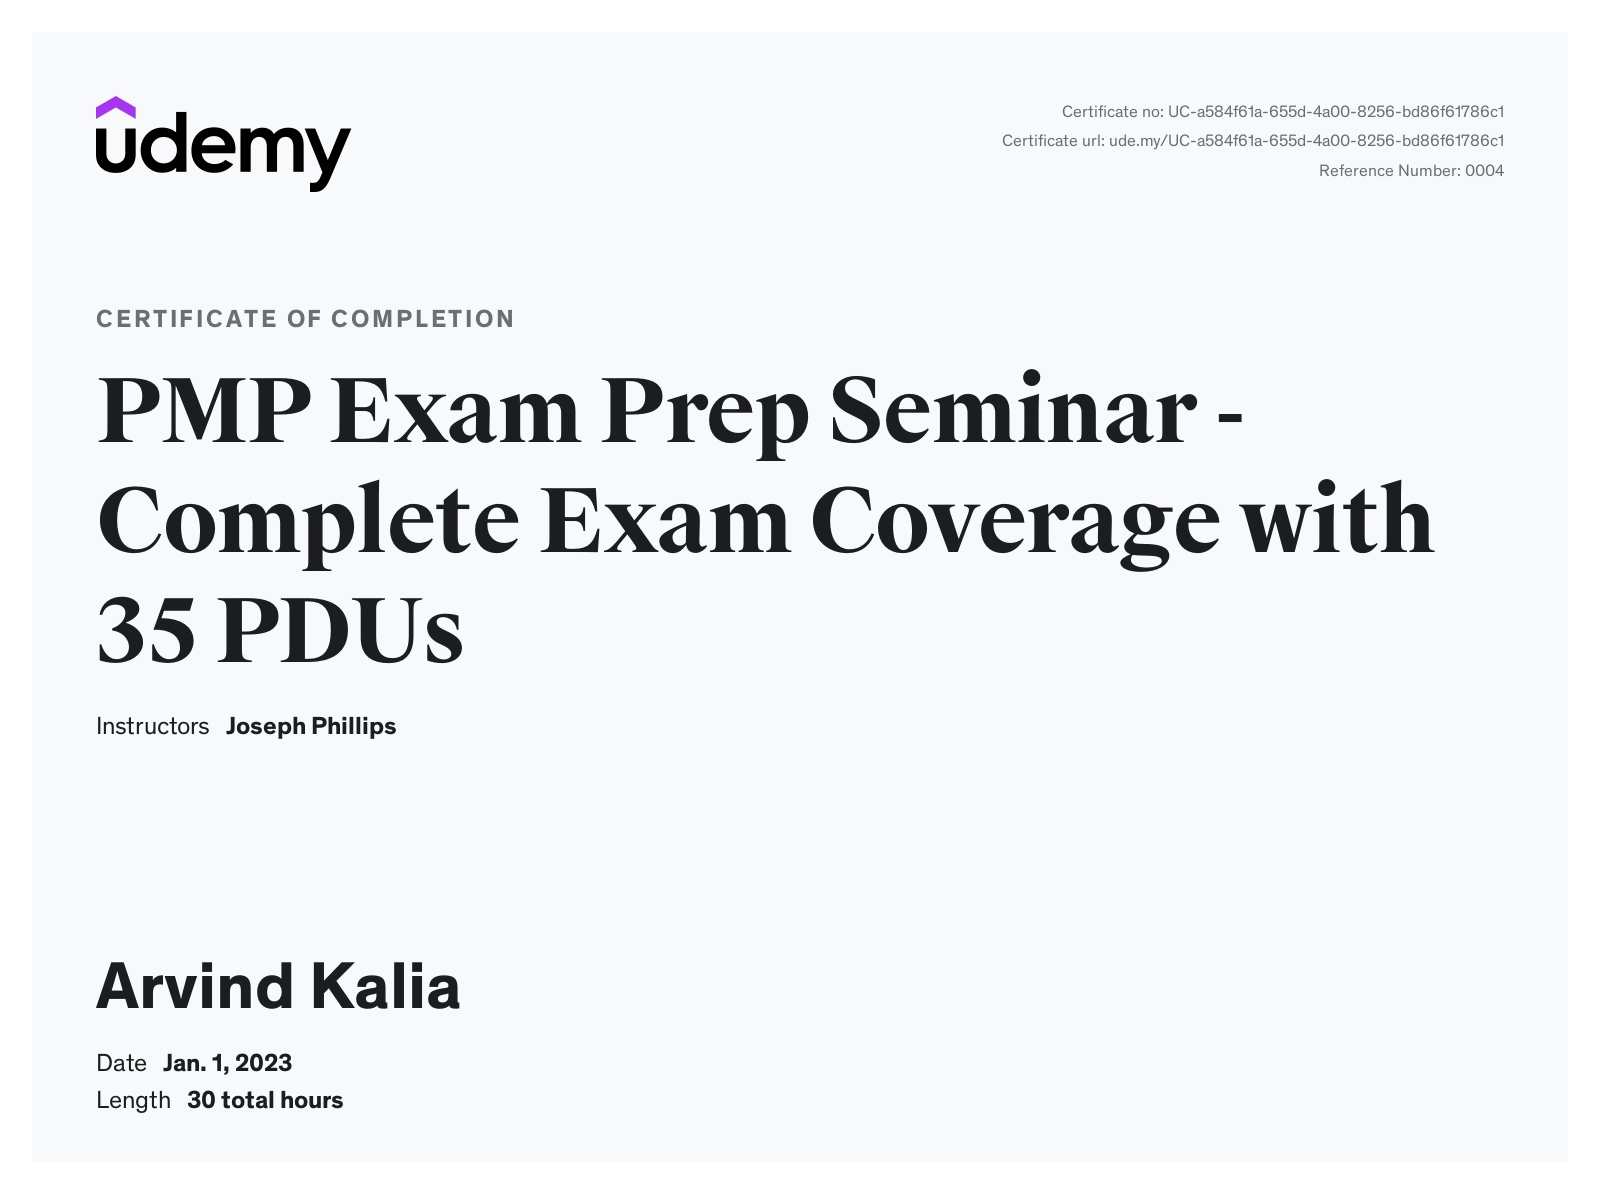 udemy
Certificate no: UC-a584f61a-655d-4a00-8256-bd86f61786c1
Certificate url: ude.my/UC-a584f61a-655d-4a00-8256-bd86f61786c1
Reference Number: 0004
CERTIFICATE OF COMPLETION
PMP Exam Prep Seminar -
Complete Exam Coverage with
35 PDUs
Instructors Joseph Phillips
Arvind Kalia
Date Jan. 1, 2023
Length 30 total hours